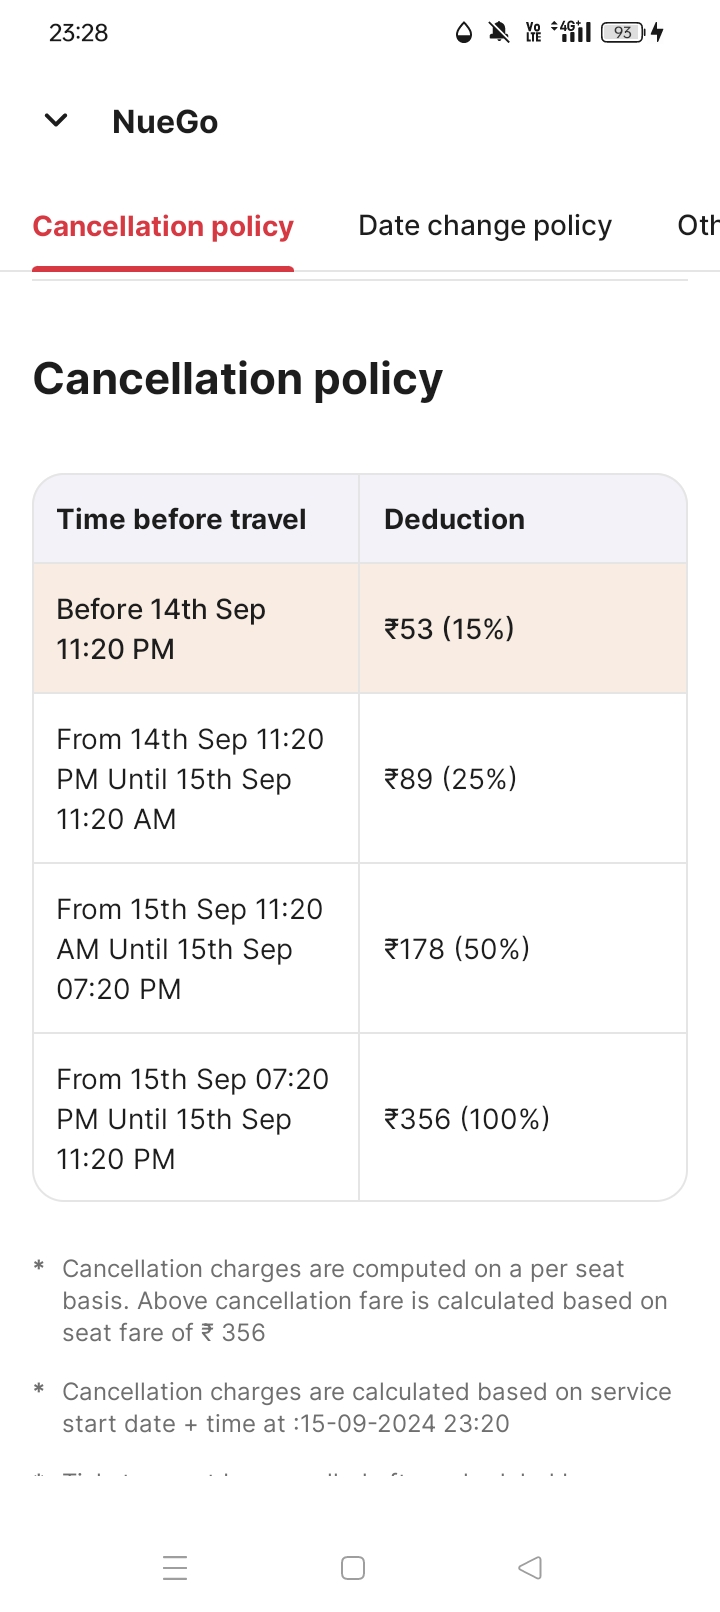 23:28
Vo LTE 4G+ 93
NueGo
Cancellation policy Date change policy Oth
Cancellation policy
Time before travel Deduction
Before 14th Sep
11:20 PM
₹53 (15%)
From 14th Sep 11:20
PM Until 15th Sep
11:20 AM
₹89 (25%)
From 15th Sep 11:20
AM Until 15th Sep
07:20 PM
₹178 (50%)
From 15th Sep 07:20
PM Until 15th Sep
11:20 PM
₹356 (100%)
* Cancellation charges are computed on a per seat
basis. Above cancellation fare is calculated based on
seat fare of ₹ 356
* Cancellation charges are calculated based on service
start date + time at :15-09-2024 23:20